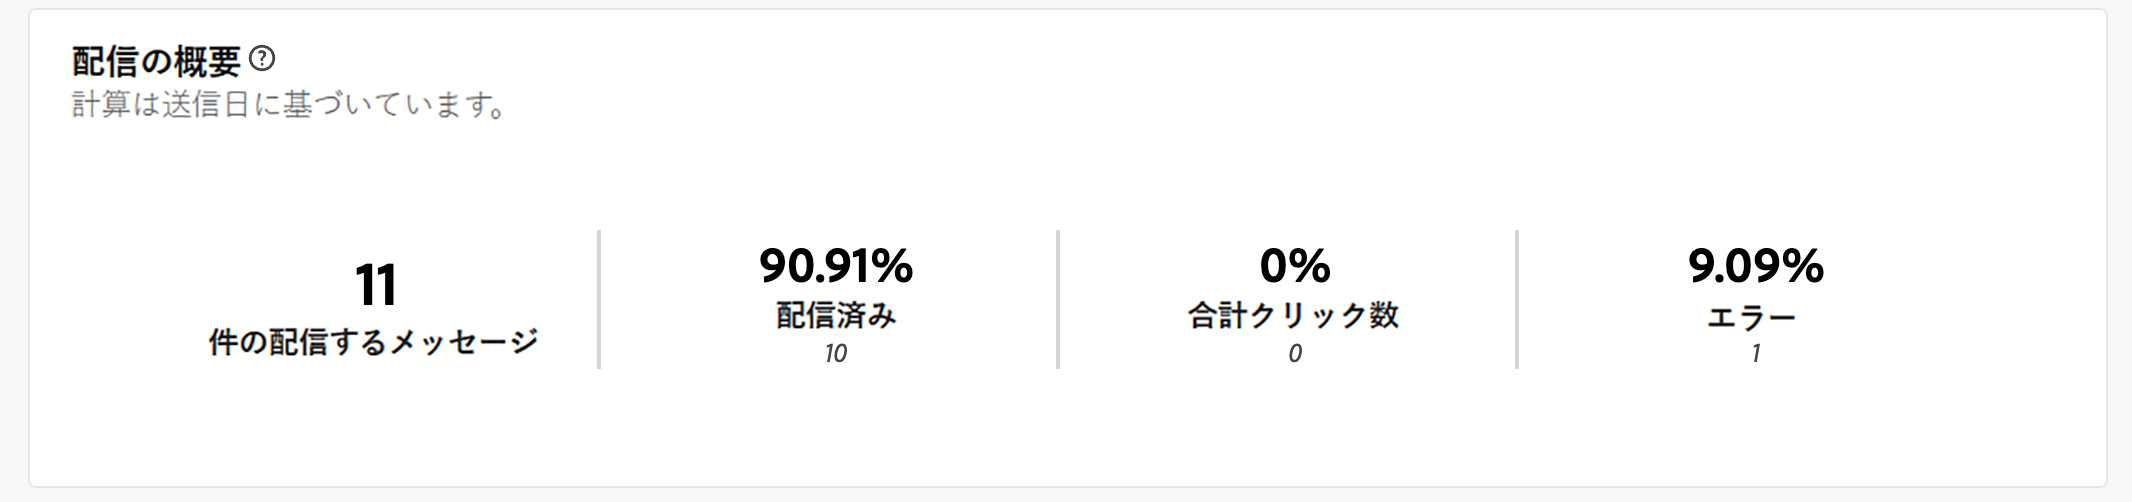 配信の概要 ?
計算は送信日に基づいています。
11
件の配信するメッセージ
90.91%
配信済み
10
0%
合計クリック数
0
9.09%
エラー
1